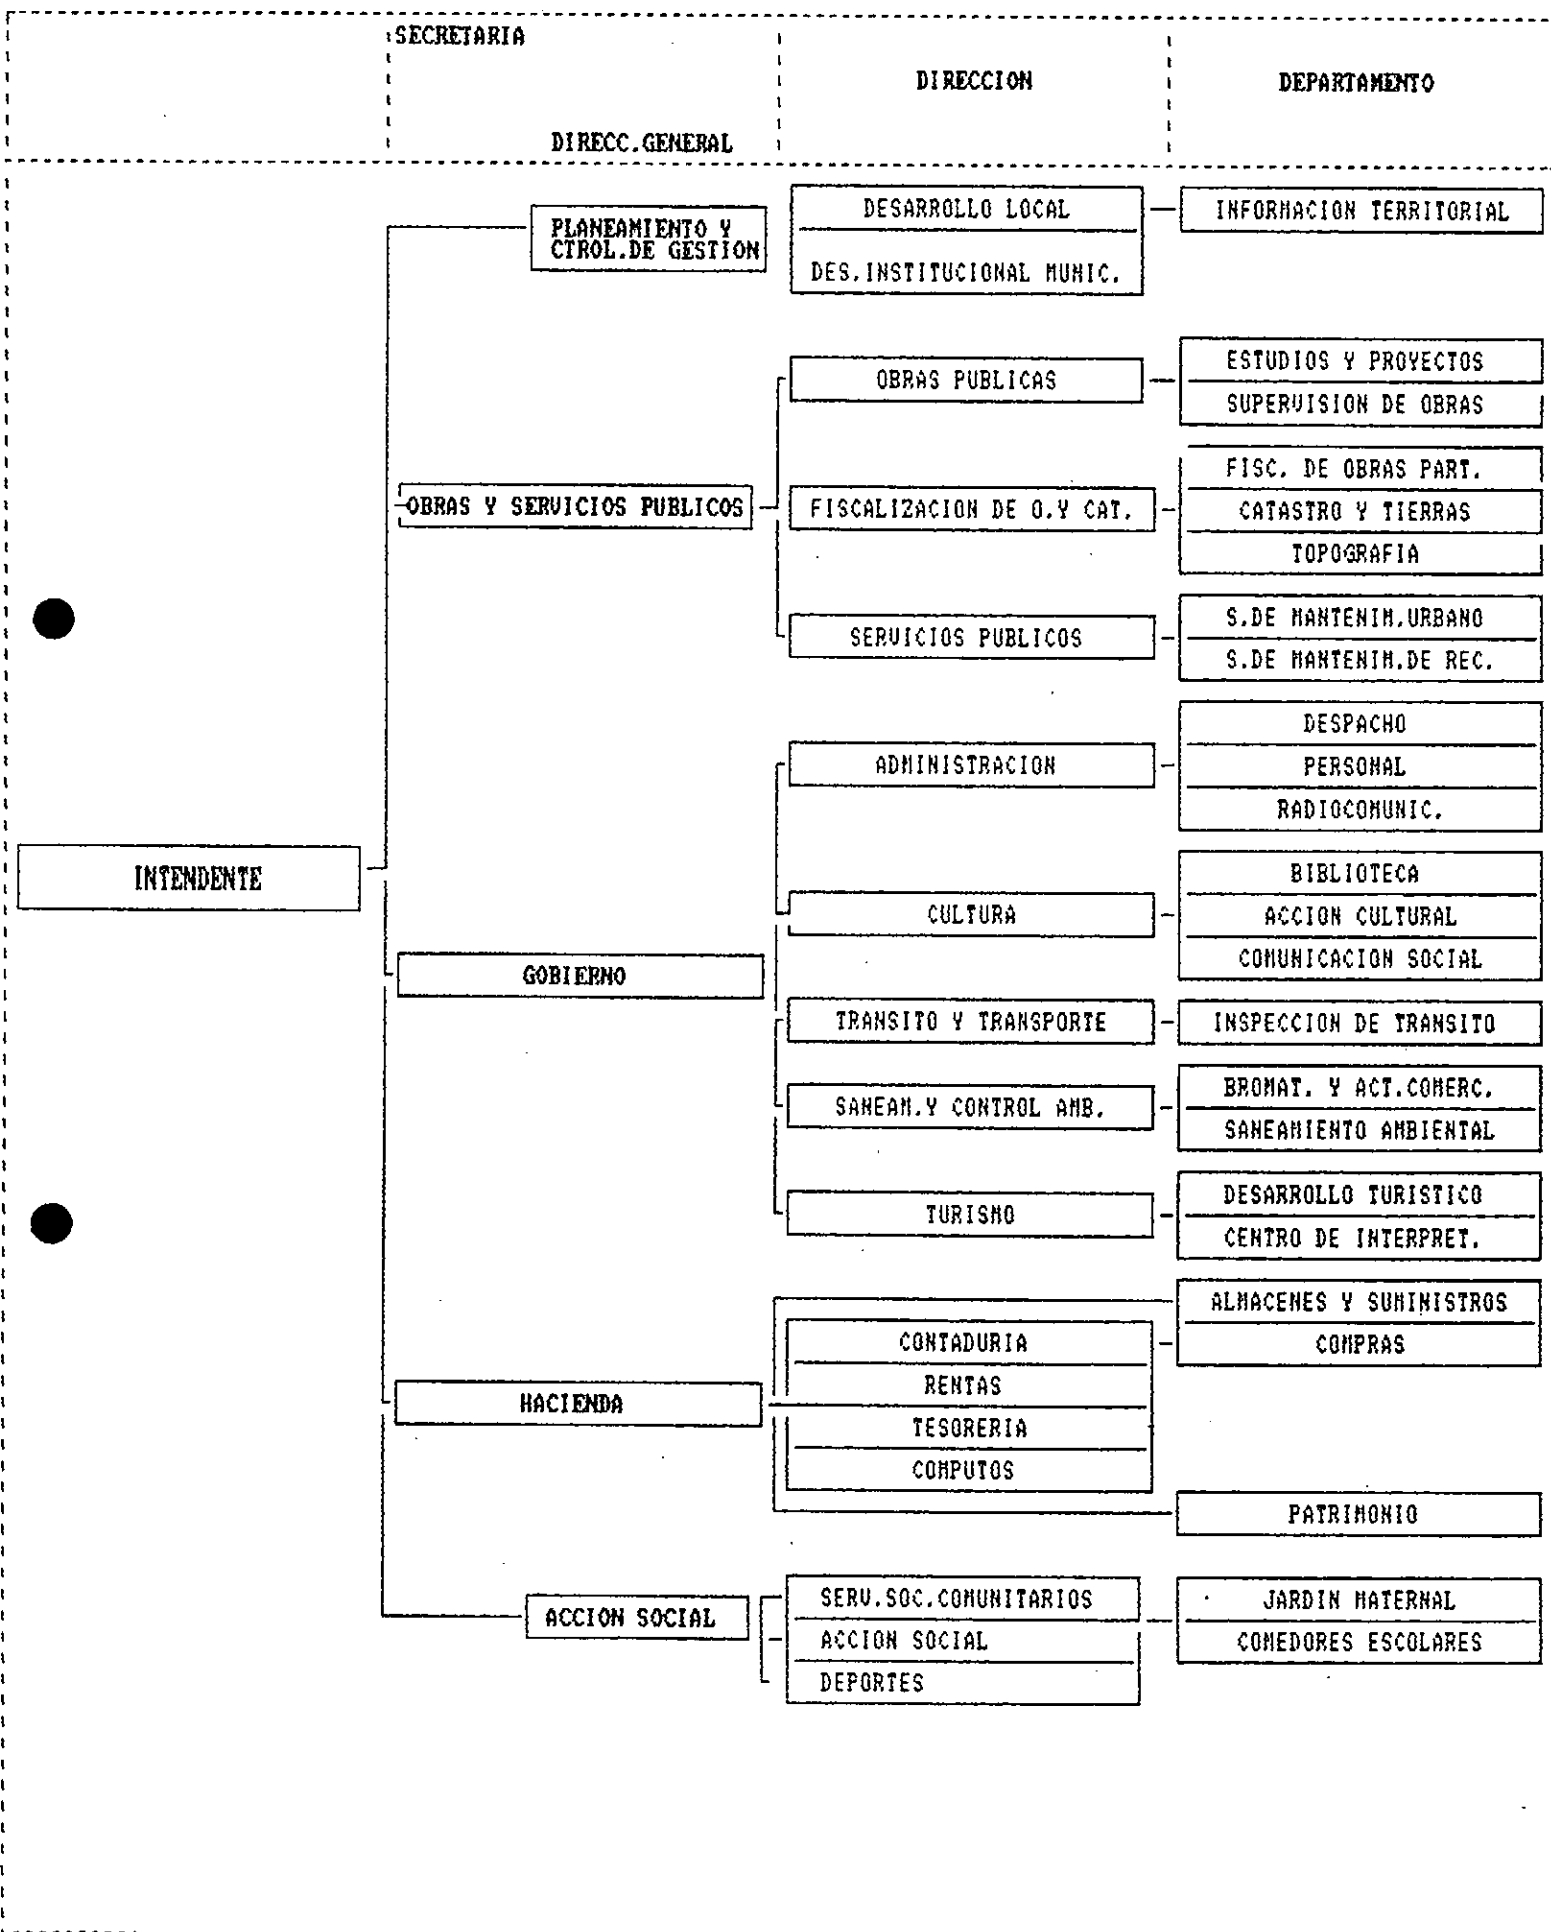 SECRETARIA
DIRECCION
DEPARTAMENTO
DIRECC.GENERAL
PLANEAMIENTO Y
CTROL.DE GESTION
DESARROLLO LOCAL
DES.INSTITUCIONAL MUNIC.
INFORMACION TERRITORIAL
OBRAS Y SERVICIOS PUBLICOS
OBRAS PUBLICAS
ESTUDIOS Y PROYECTOS
SUPERVISION DE OBRAS
FISCALIZACION DE O.Y CAT.
FISC. DE OBRAS PART.
CATASTRO Y TIERRAS
TOPOGRAFIA
SERVICIOS PUBLICOS
S.DE MANTENIM.URBANO
S.DE MANTENIM.DE REC.
INTENDENTE
GOBIERNO
ADMINISTRACION
DESPACHO
PERSONAL
RADIOCOMUNIC.
CULTURA
BIBLIOTECA
ACCION CULTURAL
COMUNICACION SOCIAL
TRANSITO Y TRANSPORTE
INSPECCION DE TRANSITO
SANEAM.Y CONTROL AMB.
BROMAT. Y ACT.COMERC.
SANEAMIENTO AMBIENTAL
TURISMO
DESARROLLO TURISTICO
CENTRO DE INTERPRET.
HACIENDA
CONTADURIA
RENTAS
TESORERIA
COMPUTOS
ALMACENES Y SUMINISTROS
COMPRAS
PATRIMONIO
ACCION SOCIAL
SERV.SOC.COMUNITARIOS
ACCION SOCIAL
DEPORTES
JARDIN MATERNAL
COMEDORES ESCOLARES